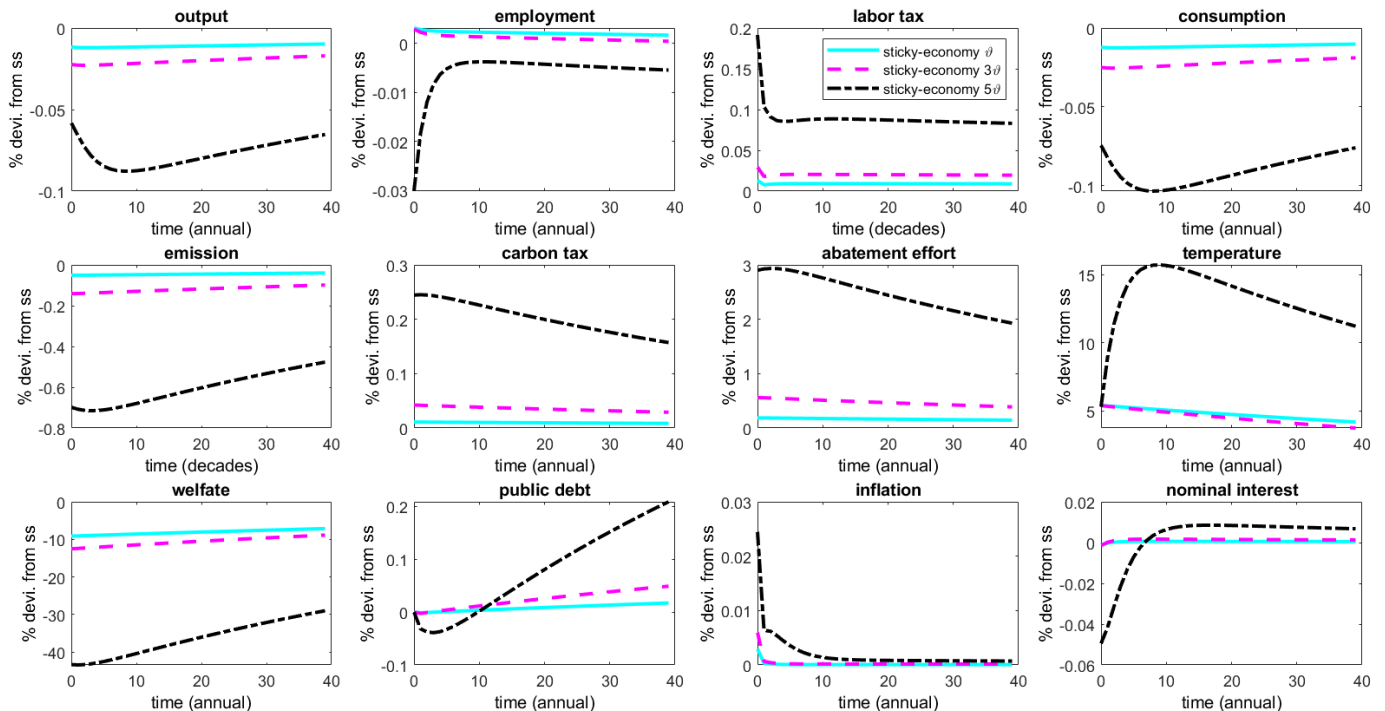 output
% devi. from ss
0
-0.05
-0.1
0 10 20 30 40
time (annual)
employment
% devi. from ss
0
-0.01
-0.02
-0.03
0 10 20 30 40
time (annual)
labor tax
% devi. from ss
0.2
0.15
0.1
0.05
0
sticky-economy ϑ
sticky-economy 3ϑ
sticky-economy 5ϑ
0 10 20 30 40
time (decades)
consumption
% devi. from ss
0
-0.05
-0.1
0 10 20 30 40
time (annual)
emission
% devi. from ss
0
-0.2
-0.4
-0.6
-0.8
0 10 20 30 40
time (decades)
carbon tax
% devi. from ss
0.3
0.2
0.1
0
0 10 20 30 40
time (annual)
abatement effort
% devi. from ss
3
2
1
0
0 10 20 30 40
time (annual)
temperature
% devi. from ss
15
10
5
0 10 20 30 40
time (annual)
welfate
% devi. from ss
0
-10
-20
-30
-40
0 10 20 30 40
time (annual)
public debt
% devi. from ss
0.2
0.1
0
-0.1
0 10 20 30 40
time (annual)
inflation
% devi. from ss
0.03
0.02
0.01
0
0 10 20 30 40
time (annual)
nominal interest
% devi. from ss
0.02
0
-0.02
-0.04
-0.06
0 10 20 30 40
time (annual)